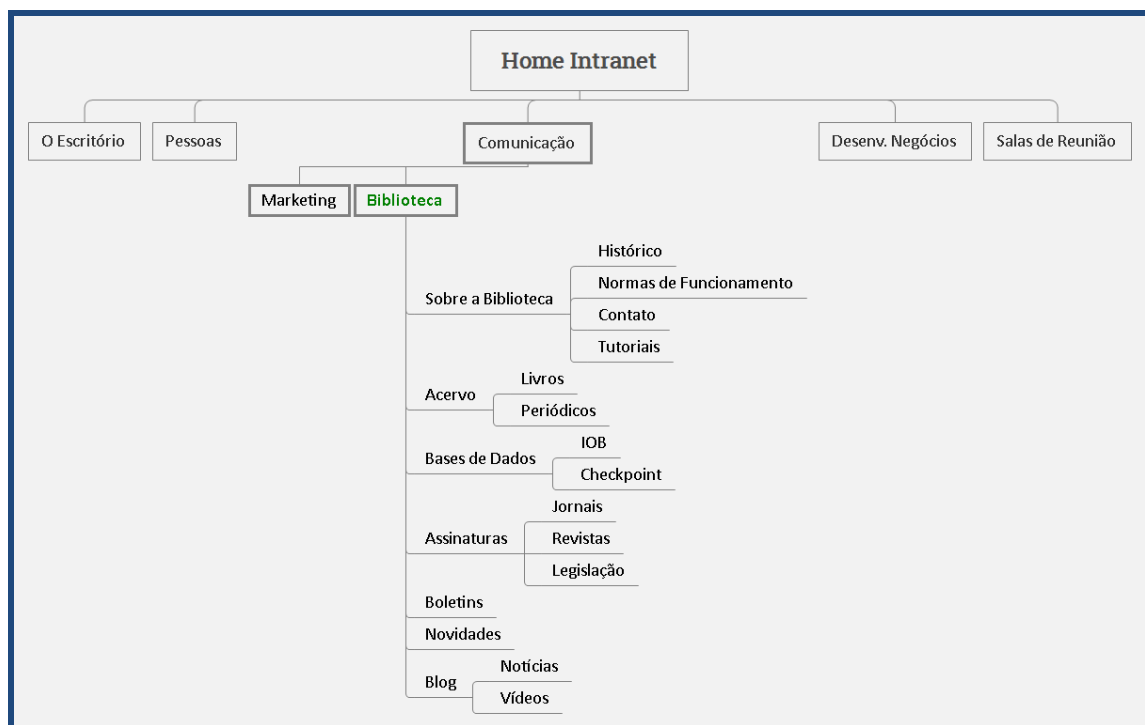 Home Intranet
O Escritório
Pessoas
Comunicação
Desenv. Negócios
Salas de Reunião
Marketing
Biblioteca
Sobre a Biblioteca
Histórico
Normas de Funcionamento
Contato
Tutoriais
Acervo
Livros
Periódicos
Bases de Dados
IOB
Checkpoint
Assinaturas
Jornais
Revistas
Legislação
Boletins
Novidades
Blog
Notícias
Vídeos